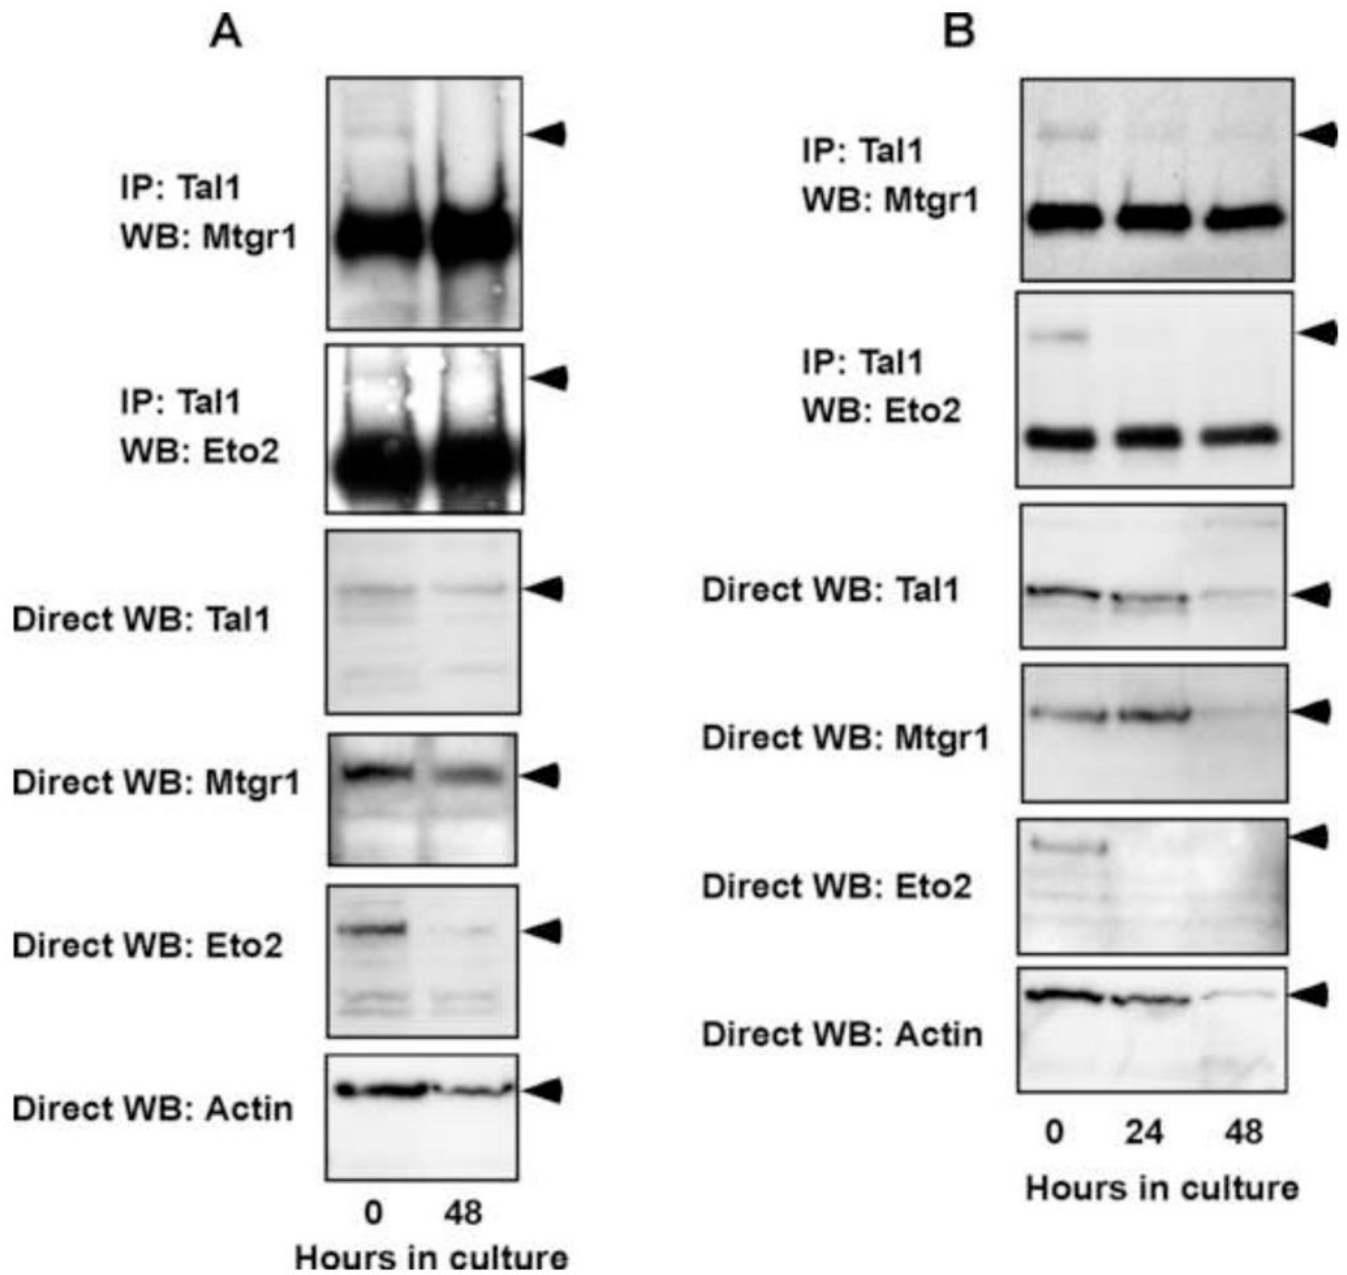 A
IP: Tal1
WB: Mtgr1
IP: Tal1
WB: Eto2
Direct WB: Tal1
Direct WB: Mtgr1
Direct WB: Eto2
Direct WB: Actin
0 48
Hours in culture
B
IP: Tal1
WB: Mtgr1
IP: Tal1
WB: Eto2
Direct WB: Tal1
Direct WB: Mtgr1
Direct WB: Eto2
Direct WB: Actin
0 24 48
Hours in culture